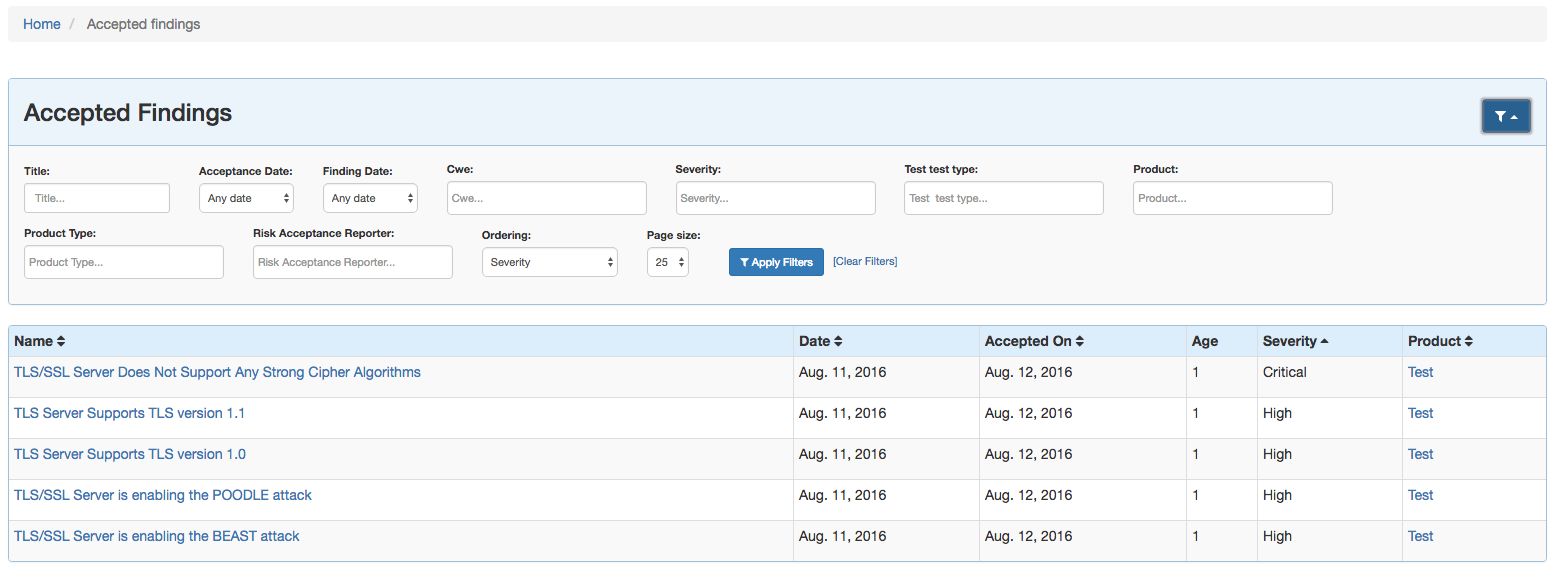 Home / Accepted findings
Accepted Findings
Title: Acceptance Date: Finding Date: Cwe: Severity: Test test type: Product:
Title... Any date Any date Cwe... Severity... Test test type... Product...
Product Type: Risk Acceptance Reporter: Ordering: Page size:
Product Type... Risk Acceptance Reporter... Severity 25 Apply Filters [Clear Filters]
Name Date Accepted On Age Severity Product
TLS/SSL Server Does Not Support Any Strong Cipher Algorithms Aug. 11, 2016 Aug. 12, 2016 1 Critical Test
TLS Server Supports TLS version 1.1 Aug. 11, 2016 Aug. 12, 2016 1 High Test
TLS Server Supports TLS version 1.0 Aug. 11, 2016 Aug. 12, 2016 1 High Test
TLS/SSL Server is enabling the POODLE attack Aug. 11, 2016 Aug. 12, 2016 1 High Test
TLS/SSL Server is enabling the BEAST attack Aug. 11, 2016 Aug. 12, 2016 1 High Test